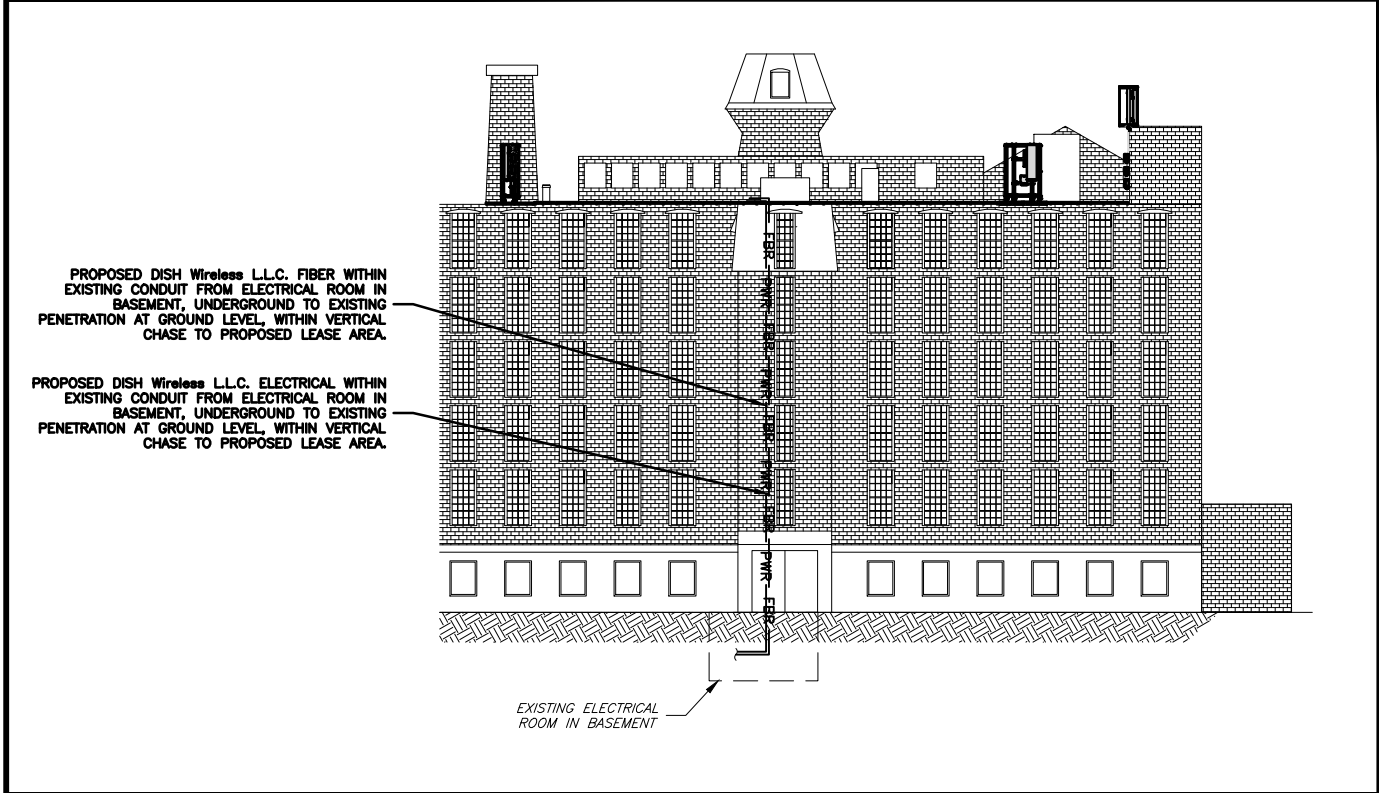 PROPOSED DISH Wireless L.L.C. FIBER WITHIN
EXISTING CONDUIT FROM ELECTRICAL ROOM IN
BASEMENT, UNDERGROUND TO EXISTING
PENETRATION AT GROUND LEVEL, WITHIN VERTICAL
CHASE TO PROPOSED LEASE AREA.
PROPOSED DISH Wireless L.L.C. ELECTRICAL WITHIN
EXISTING CONDUIT FROM ELECTRICAL ROOM IN
BASEMENT, UNDERGROUND TO EXISTING
PENETRATION AT GROUND LEVEL, WITHIN VERTICAL
CHASE TO PROPOSED LEASE AREA.
FBR PWR FBR PWR FBR PWR FBR PWR FBR
EXISTING ELECTRICAL
ROOM IN BASEMENT